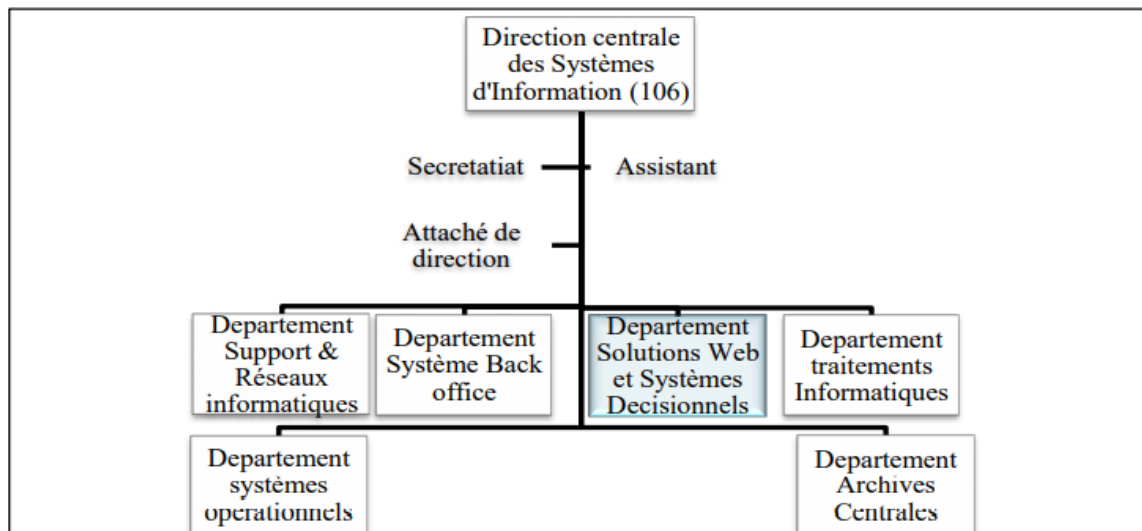 Direction centrale
des Systèmes
d'Information (106)
Secretatiat
Assistant
Attaché de
direction
Departement
Support &
Réseaux
informatiques
Departement
Système Back
office
Departement
Solutions Web
et Systèmes
Decisionnels
Departement
traitements
Informatiques
Departement
systèmes
operationnels
Departement
Archives
Centrales